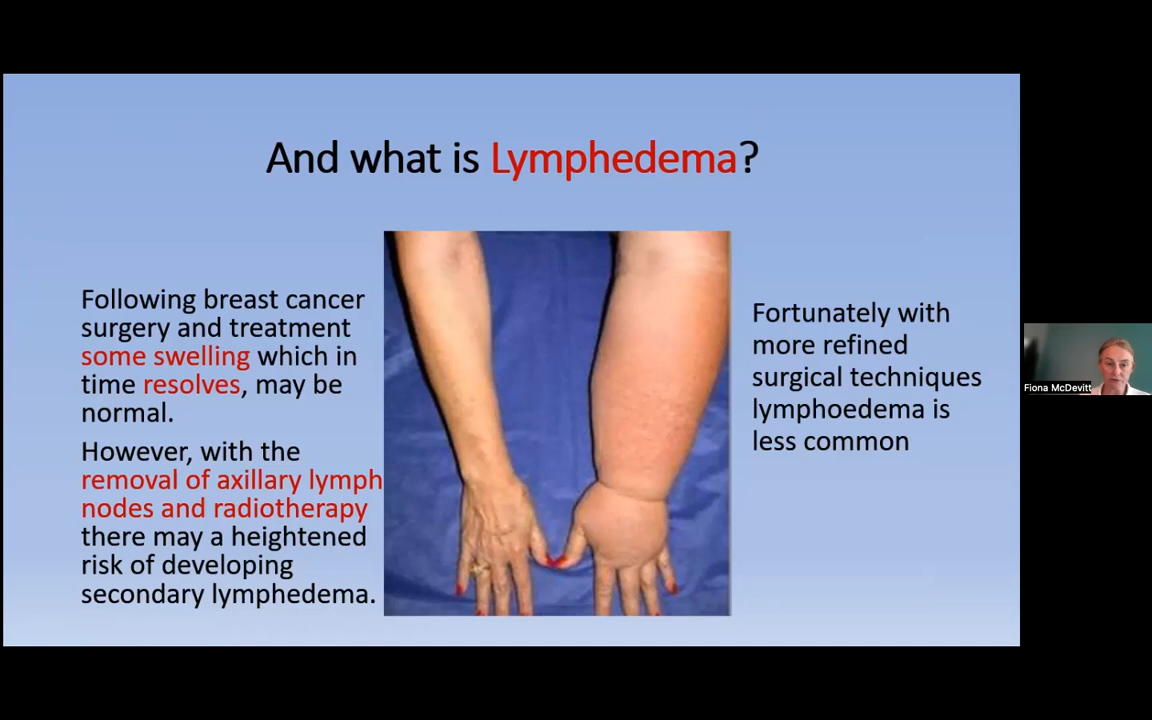 And what is Lymphedema?
Following breast cancer
surgery and treatment
some swelling which in
time resolves, may be
normal.
However, with the
removal of axillary lymph
nodes and radiotherapy
there may a heightened
risk of developing
secondary lymphedema.
Fortunately with
more refined
surgical techniques
lymphoedema is
less common
Fiona McDevitt